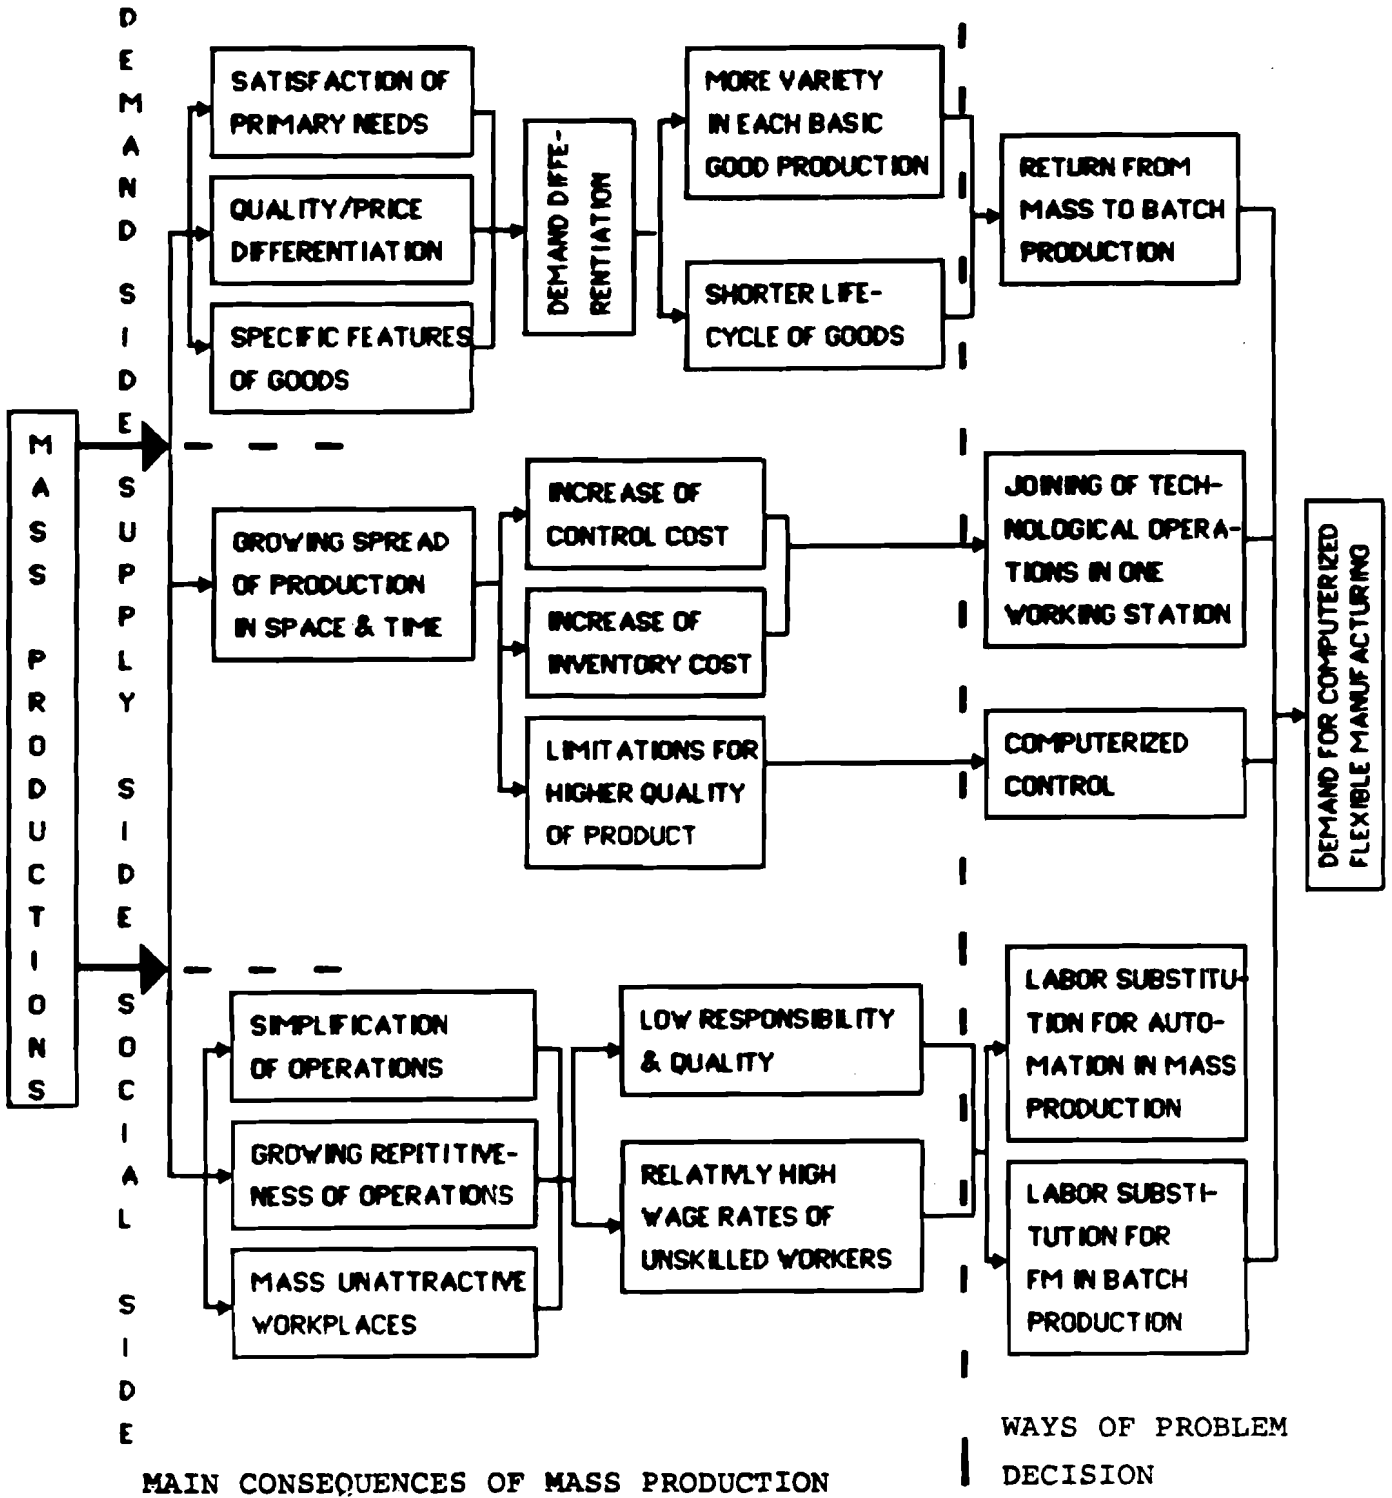 MASS PRODUCTIONS
DEMAND SIDE
SUPPLY SIDE
SOCIAL SIDE
SATISFACTION OF
PRIMARY NEEDS
QUALITY/PRICE
DIFFERENTIATION
SPECIFIC FEATURES
OF GOODS
DEMAND DIFFE-
RENTIATION
MORE VARIETY
IN EACH BASIC
GOOD PRODUCTION
SHORTER LIFE-
CYCLE OF GOODS
RETURN FROM
MASS TO BATCH
PRODUCTION
GROWING SPREAD
OF PRODUCTION
IN SPACE & TIME
INCREASE OF
CONTROL COST
INCREASE OF
INVENTORY COST
LIMITATIONS FOR
HIGHER QUALITY
OF PRODUCT
JOINING OF TECH-
NOLOGICAL OPERA-
TIONS IN ONE
WORKING STATION
COMPUTERIZED
CONTROL
SIMPLIFICATION
OF OPERATIONS
GROWING REPITITIVE-
NESS OF OPERATIONS
MASS UNATTRACTIVE
WORKPLACES
LOW RESPONSIBILITY
& QUALITY
RELATIVLY HIGH
WAGE RATES OF
UNSKILLED WORKERS
LABOR SUBSTITU-
TION FOR AUTO-
MATION IN MASS
PRODUCTION
LABOR SUBSTI-
TUTION FOR
FM IN BATCH
PRODUCTION
DEMAND FOR COMPUTERIZED
FLEXIBLE MANUFACTURING
MAIN CONSEQUENCES OF MASS PRODUCTION
WAYS OF PROBLEM
DECISION